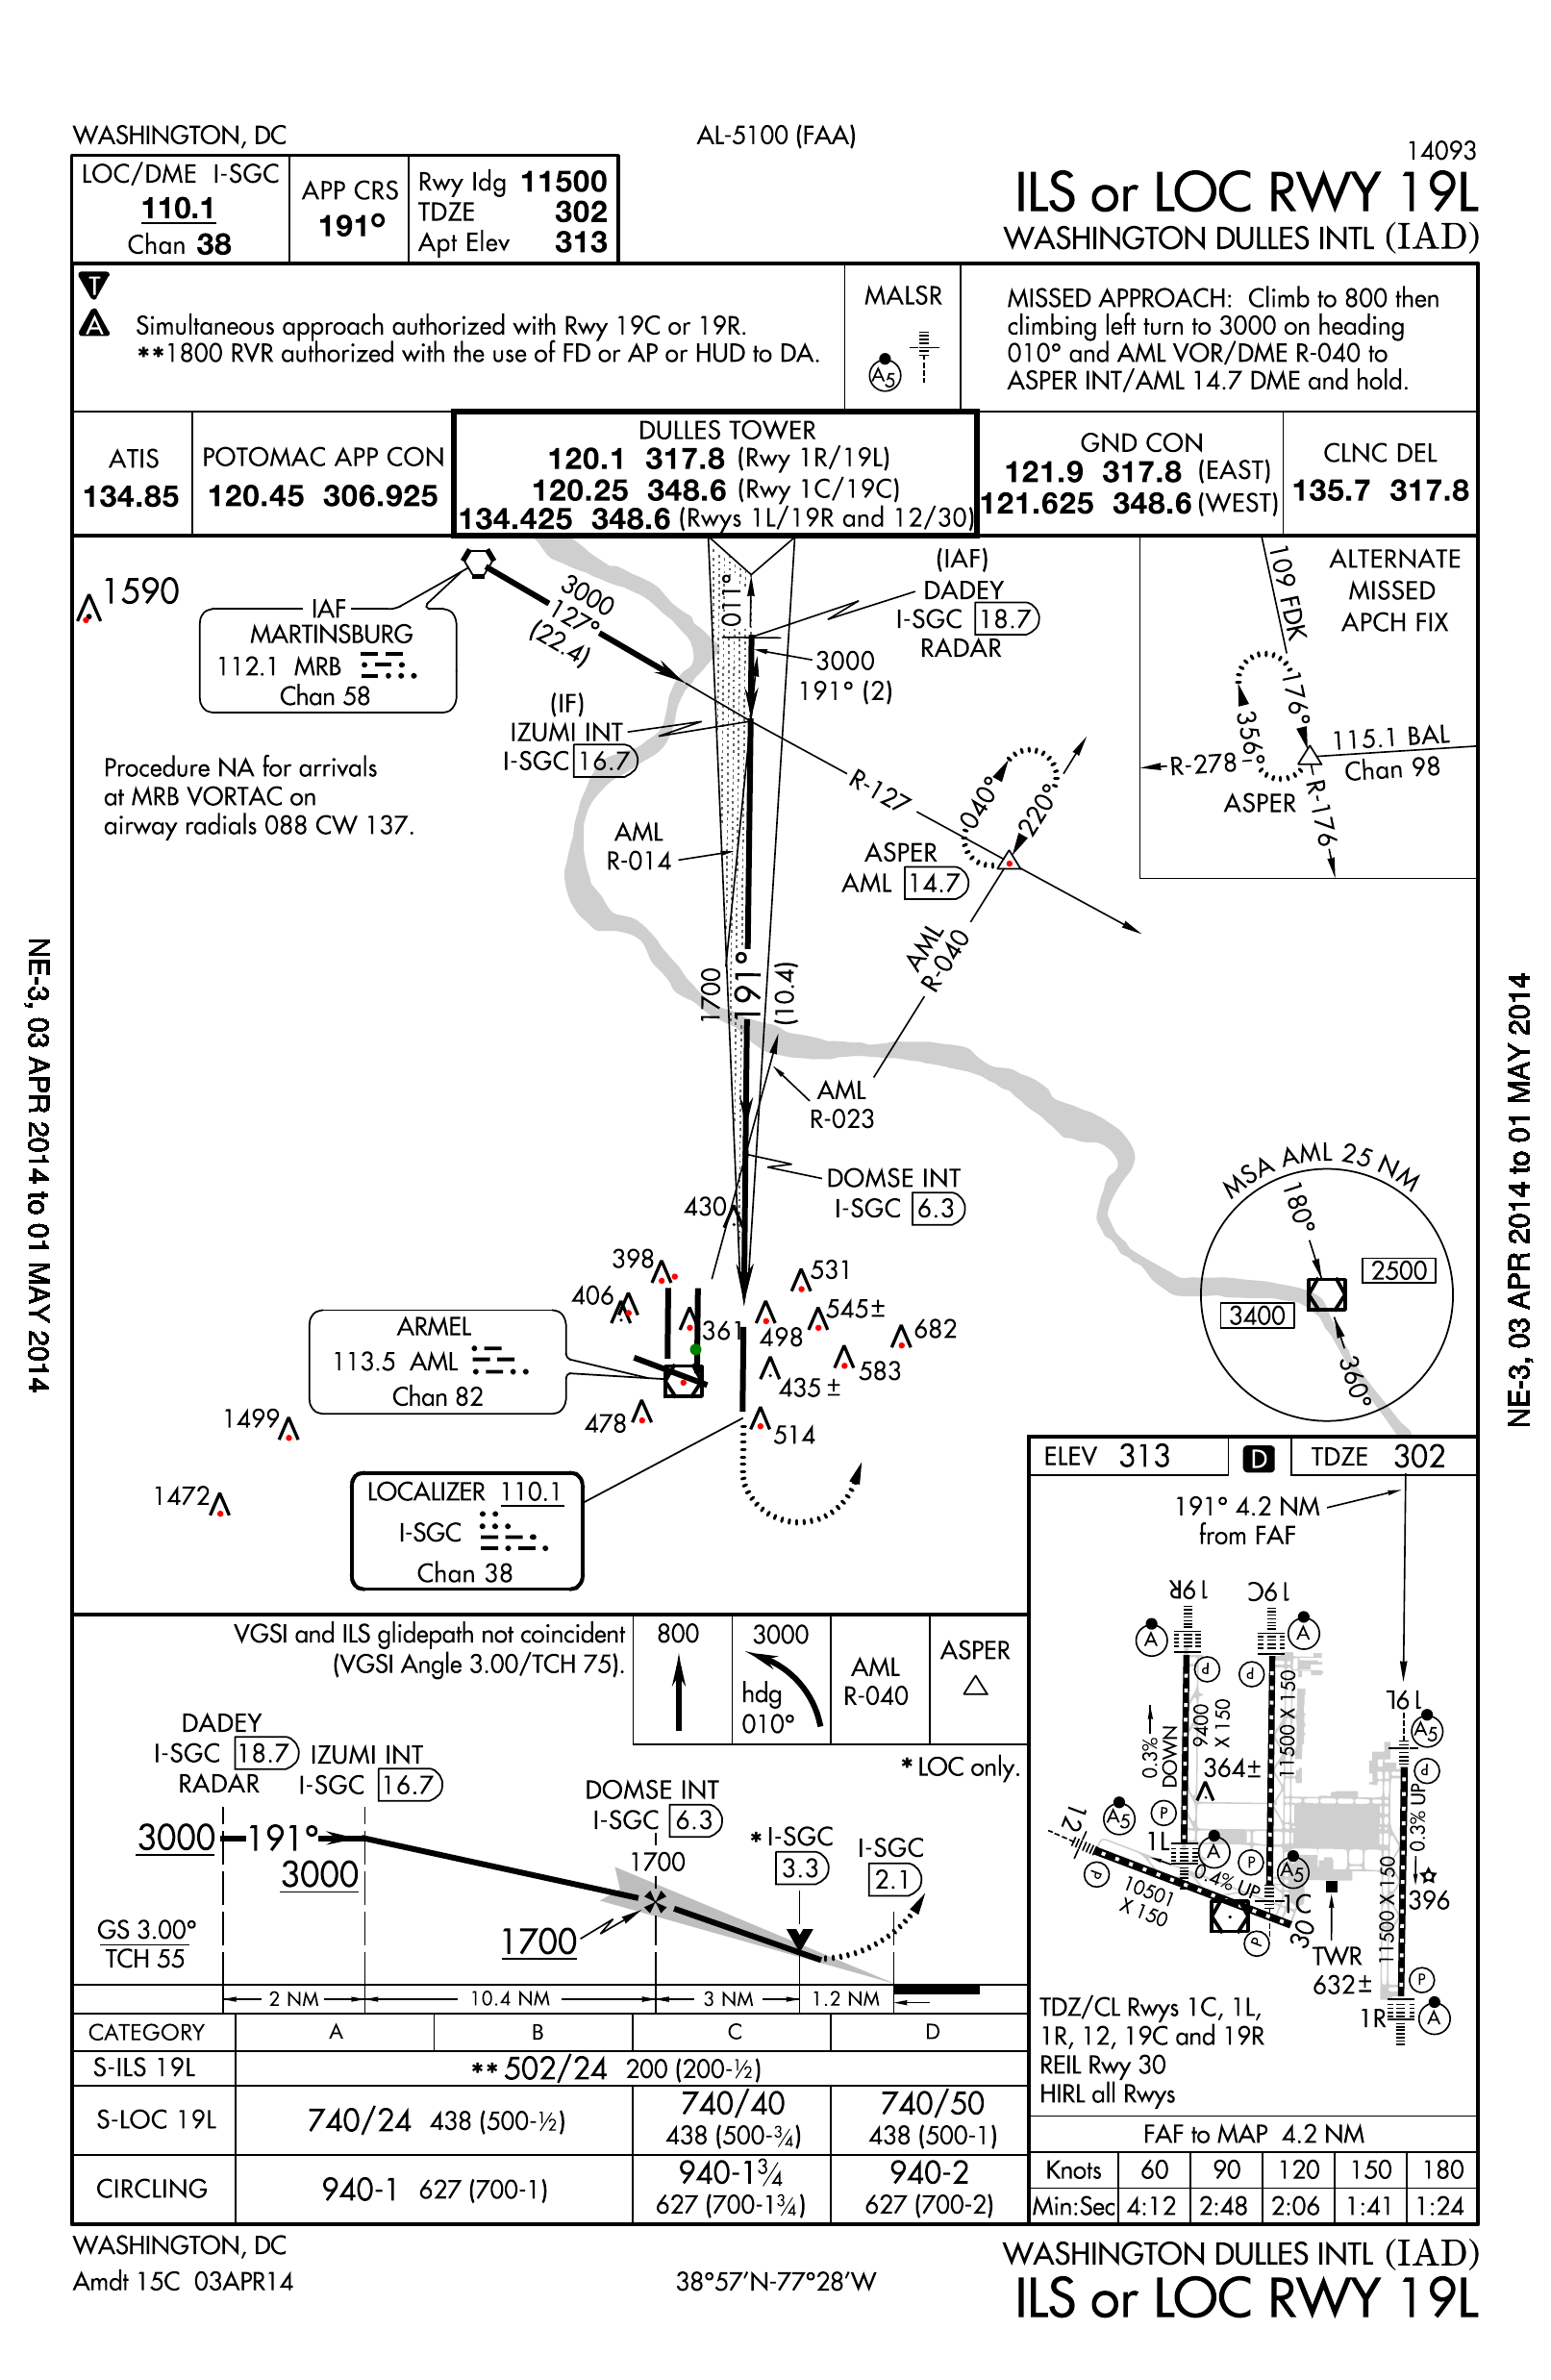 WASHINGTON, DC
AL-5100 (FAA)
14093
LOC/DME I-SGC
110.1
Chan 38
APP CRS
191°
Rwy Idg 11500
TDZE 302
Apt Elev 313
ILS or LOC RWY 19L
WASHINGTON DULLES INTL (IAD)
T
A
Simultaneous approach authorized with Rwy 19C or 19R.
**1800 RVR authorized with the use of FD or AP or HUD to DA.
MALSR
A5
MISSED APPROACH: Climb to 800 then
climbing left turn to 3000 on heading
010° and AML VOR/DME R-040 to
ASPER INT/AML 14.7 DME and hold.
ATIS
134.85
POTOMAC APP CON
120.45 306.925
DULLES TOWER
120.1 317.8 (Rwy 1R/19L)
120.25 348.6 (Rwy 1C/19C)
134.425 348.6 (Rwys 1L/19R and 12/30)
GND CON
121.9 317.8 (EAST)
121.625 348.6 (WEST)
CLNC DEL
135.7 317.8
1590
IAF
MARTINSBURG
112.1 MRB
Chan 58
3000
127°
(22.4)
011°
(IAF)
DADEY
I-SGC 18.7
RADAR
3000
191° (2)
(IF)
IZUMI INT
I-SGC 16.7
Procedure NA for arrivals
at MRB VORTAC on
airway radials 088 CW 137.
AML
R-014
R-127
040°
220°
ASPER
AML 14.7
AML
R-040
109 FDK
ALTERNATE
MISSED
APCH FIX
176°
356°
115.1 BAL
Chan 98
R-278
ASPER
R-176
1700
191°
(10.4)
AML
R-023
DOMSE INT
I-SGC 6.3
430
398
406
361
531
545±
498
682
583
435±
478
514
1499
1472
ARMEL
113.5 AML
Chan 82
LOCALIZER 110.1
I-SGC
Chan 38
MSA AML 25 NM
180°
2500
3400
360°
NE-3, 03 APR 2014 to 01 MAY 2014
NE-3, 03 APR 2014 to 01 MAY 2014
ELEV 313
D
TDZE 302
191° 4.2 NM
from FAF
19R
19C
A
A
P
P
19L
A5
P
0.3%
DOWN
9400
X 150
11500 X 150
364±
0.3% UP
12
A5
P
1L
A
P
A5
P
10501
X 150
0.4% UP
1C
30
P
TWR
632±
11500 X 150
396
P
1R
A
TDZ/CL Rwys 1C, 1L,
1R, 12, 19C and 19R
REIL Rwy 30
HIRL all Rwys
FAF to MAP 4.2 NM
Knots 60 90 120 150 180
Min:Sec 4:12 2:48 2:06 1:41 1:24
VGSI and ILS glidepath not coincident
(VGSI Angle 3.00/TCH 75).
800
3000
hdg
010°
AML
R-040
ASPER
*LOC only.
DADEY
I-SGC 18.7
RADAR
IZUMI INT
I-SGC 16.7
DOMSE INT
I-SGC 6.3
*I-SGC
3.3
I-SGC
2.1
3000
191°
3000
1700
1700
GS 3.00°
TCH 55
2 NM
10.4 NM
3 NM
1.2 NM
CATEGORY A B C D
S-ILS 19L **502/24 200 (200-½)
S-LOC 19L 740/24 438 (500-½)
740/40
438 (500-¾)
740/50
438 (500-1)
CIRCLING 940-1 627 (700-1)
940-1¾
627 (700-1¾)
940-2
627 (700-2)
WASHINGTON, DC
Amdt 15C 03APR14
38°57'N-77°28'W
WASHINGTON DULLES INTL (IAD)
ILS or LOC RWY 19L